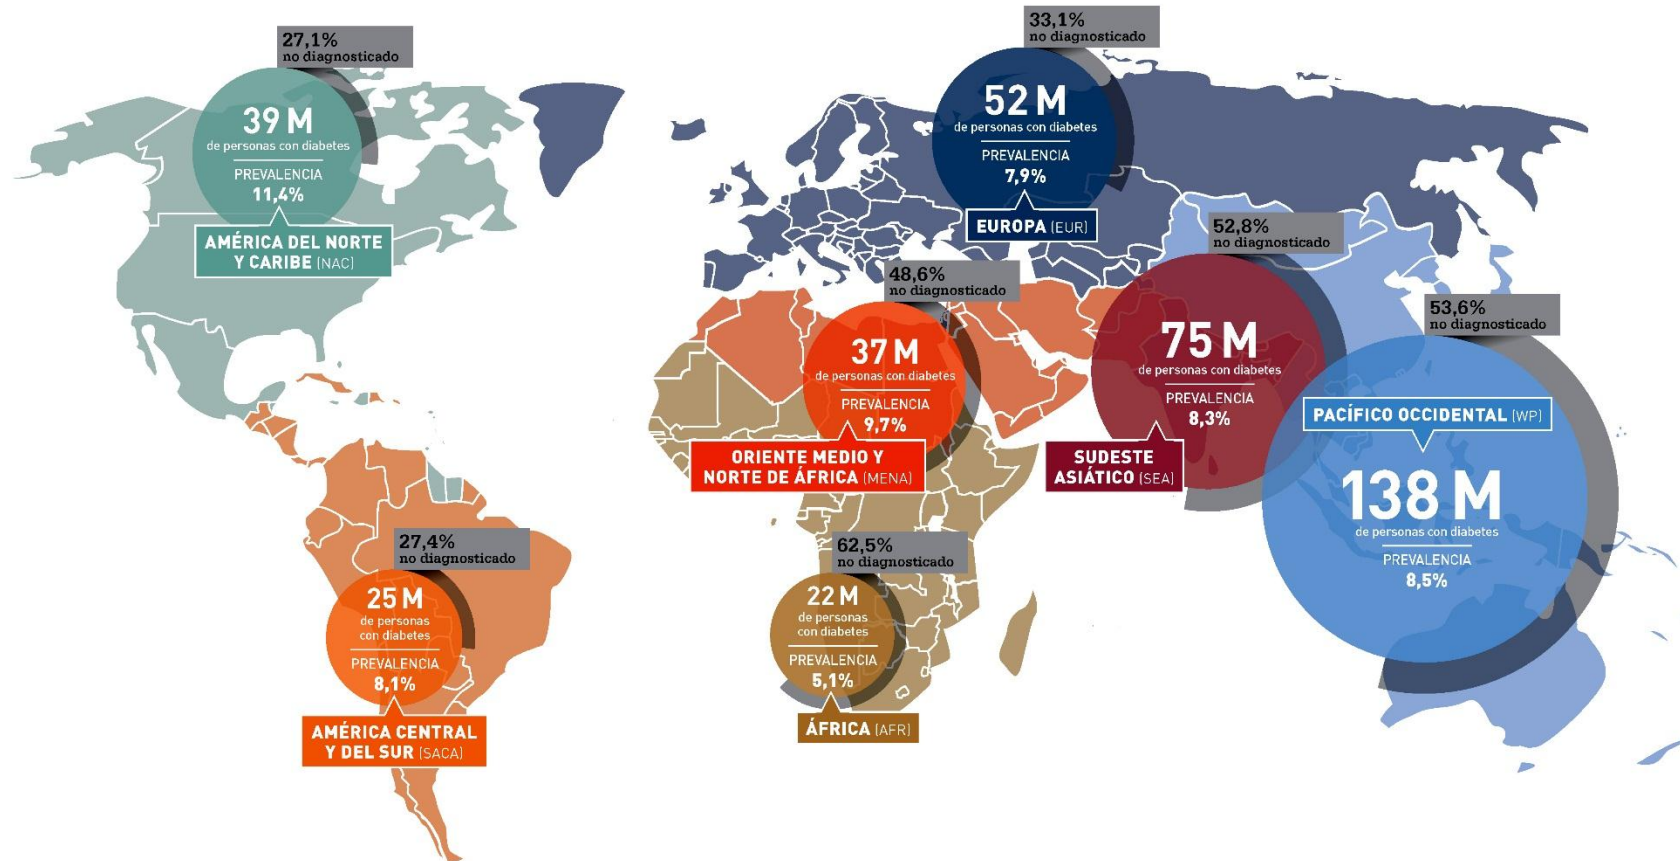 27,1%
no diagnosticado
39 M
de personas con diabetes
PREVALENCIA
11,4%
AMÉRICA DEL NORTE
Y CARIBE (NAC)
33,1%
no diagnosticado
52 M
de personas con diabetes
PREVALENCIA
7,9%
EUROPA (EUR)
48,6%
no diagnosticado
37 M
de personas con diabetes
PREVALENCIA
9,7%
ORIENTE MEDIO Y
NORTE DE ÁFRICA (MENA)
52,8%
no diagnosticado
75 M
de personas con diabetes
PREVALENCIA
8,3%
SUDESTE
ASIÁTICO (SEA)
53,6%
no diagnosticado
PACÍFICO OCCIDENTAL (WP)
138 M
de personas con diabetes
PREVALENCIA
8,5%
27,4%
no diagnosticado
25 M
de personas
con diabetes
PREVALENCIA
8,1%
AMÉRICA CENTRAL
Y DEL SUR (SACA)
62,5%
no diagnosticado
22 M
de personas
con diabetes
PREVALENCIA
5,1%
ÁFRICA (AFR)